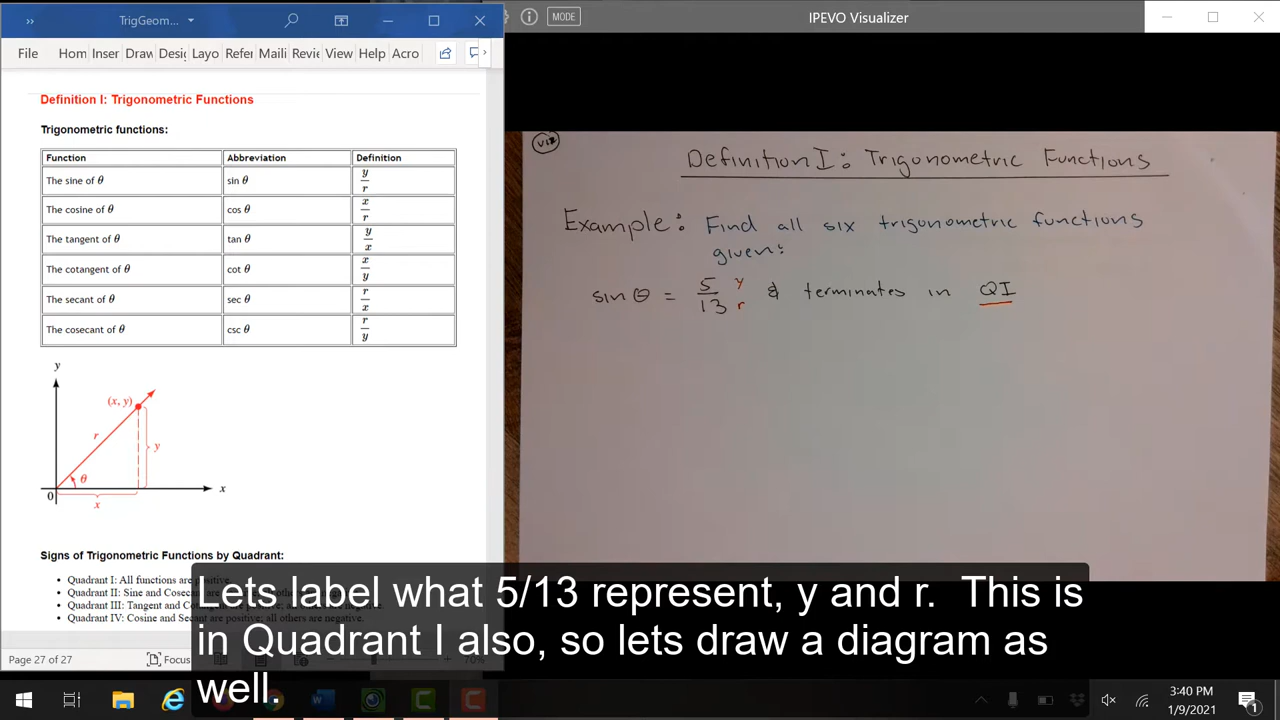 TrigGeom...
IPEVO Visualizer
MODE
File Hom Inser Draw Desig Layo Refer Maili Revie View Help Acro
Definition I: Trigonometric Functions
Trigonometric functions:
Function Abbreviation Definition
The sine of θ sin θ y/r
The cosine of θ cos θ x/r
The tangent of θ tan θ y/x
The cotangent of θ cot θ x/y
The secant of θ sec θ r/x
The cosecant of θ csc θ r/y
y
(x, y)
r
y
θ
0
x
x
Signs of Trigonometric Functions by Quadrant:
Quadrant I: All functions are positive.
Quadrant II: Sine and Cosecant
Quadrant III: Tangent and
Quadrant IV: Cosine and Secant are positive; all others are negative.
Page 27 of 27
Focus
70%
Definition I: Trigonometric Functions
Example: Find all six trigonometric functions
given:
sin θ = 5/13 y r & terminates in QI
Lets label what 5/13 represent, y and r. This is
in Quadrant I also, so lets draw a diagram as
well.
3:40 PM
1/9/2021
1